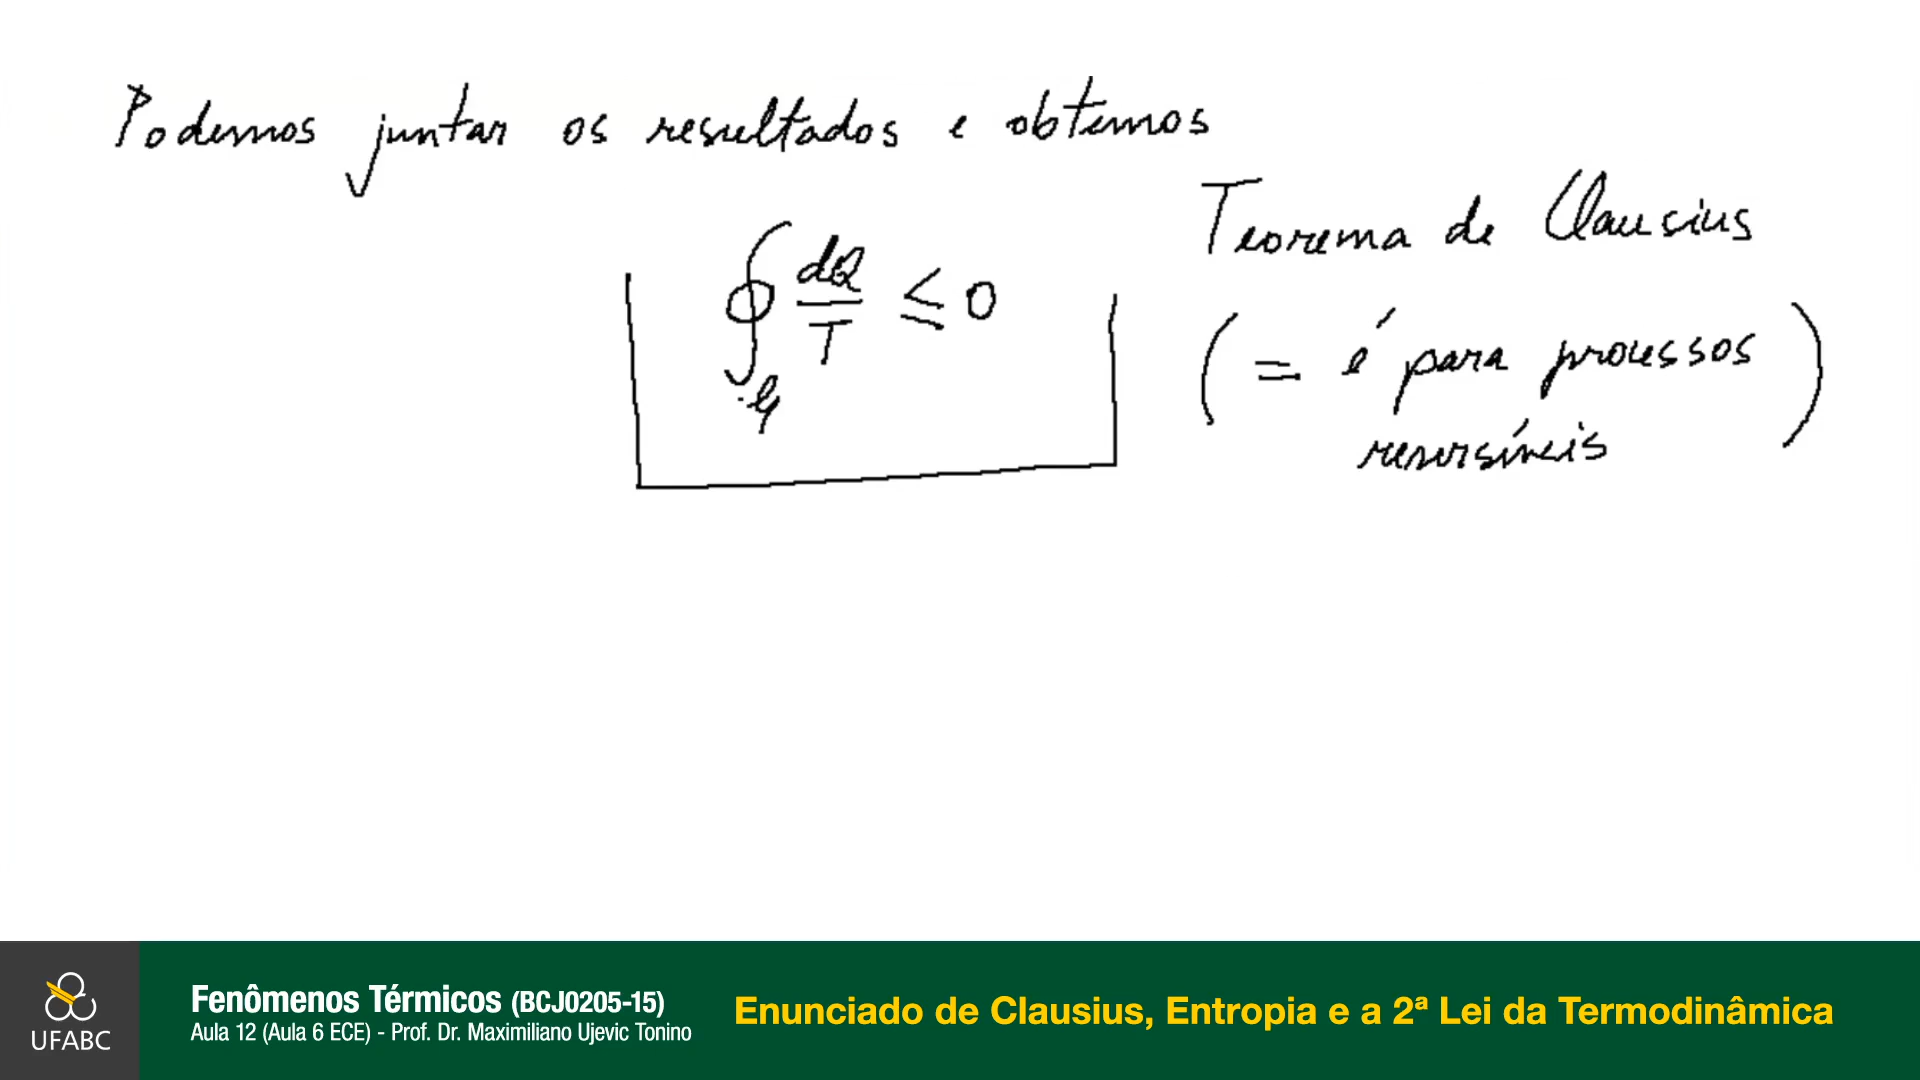 Podemos juntar os resultados e obtemos
Teorema de Clausius
∮ dQ/T ≤ 0
(= é para processos
reversíveis)
UFABC
Fenômenos Térmicos (BCJ0205-15)
Aula 12 (Aula 6 ECE) - Prof. Dr. Maximiliano Ujevic Tonino
Enunciado de Clausius, Entropia e a 2ª Lei da Termodinâmica